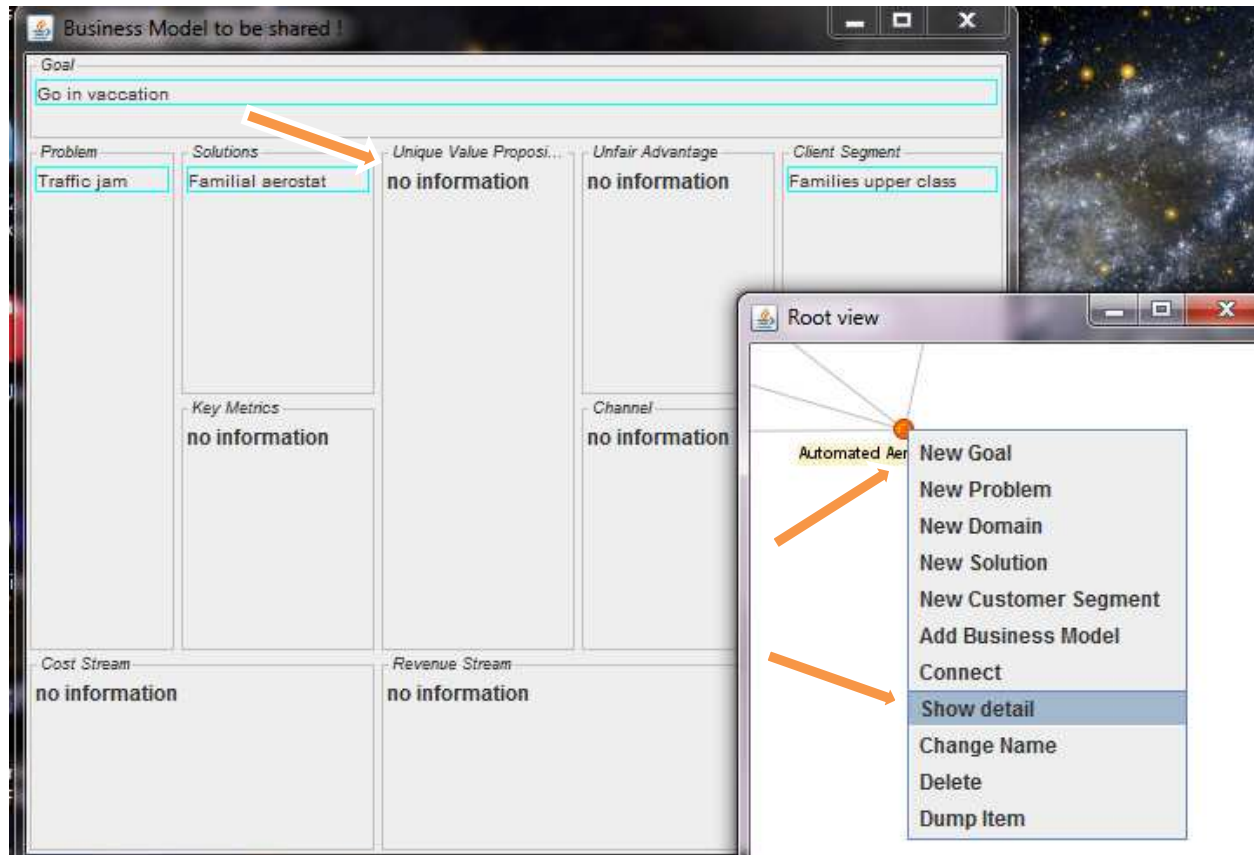 Business Model to be shared !
Goal
Go in vaccation
Problem
Solutions
Unique Value Proposi...
Unfair Advantage
Client Segment
Traffic jam
Familial aerostat
no information
no information
Families upper class
Key Metrics
no information
Channel
no information
Cost Stream
no information
Revenue Stream
no information
Root view
Automated Aer
New Goal
New Problem
New Domain
New Solution
New Customer Segment
Add Business Model
Connect
Show detail
Change Name
Delete
Dump Item